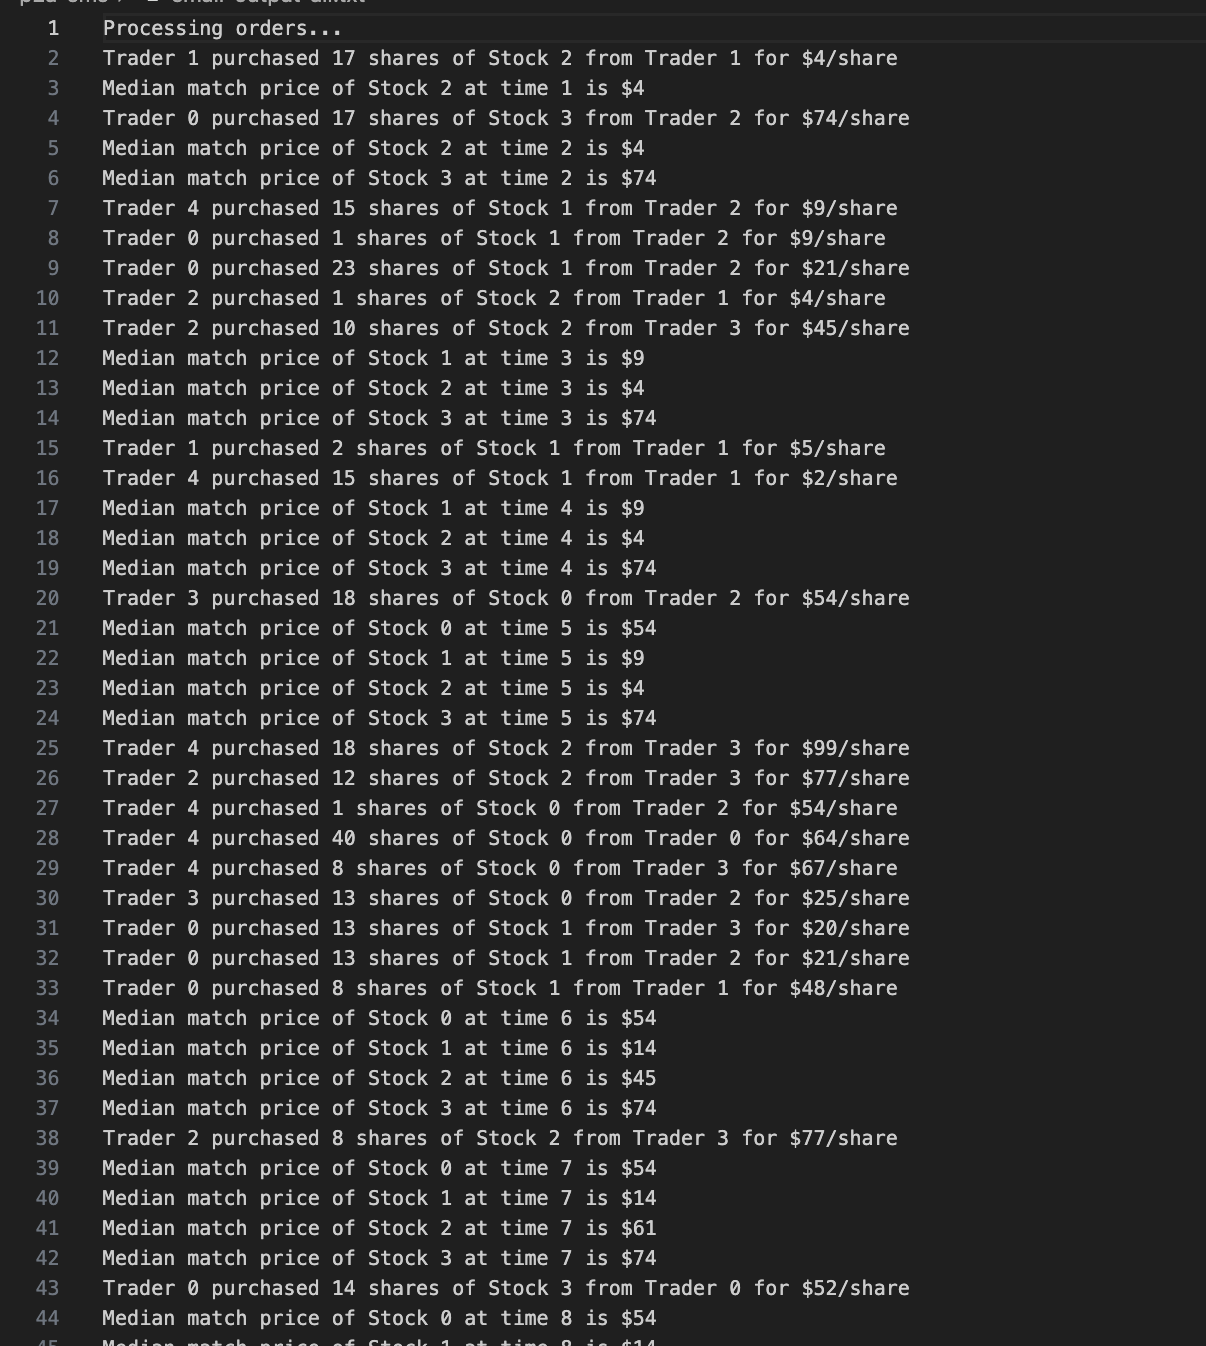 1 Processing orders...
2 Trader 1 purchased 17 shares of Stock 2 from Trader 1 for $4/share
3 Median match price of Stock 2 at time 1 is $4
4 Trader 0 purchased 17 shares of Stock 3 from Trader 2 for $74/share
5 Median match price of Stock 2 at time 2 is $4
6 Median match price of Stock 3 at time 2 is $74
7 Trader 4 purchased 15 shares of Stock 1 from Trader 2 for $9/share
8 Trader 0 purchased 1 shares of Stock 1 from Trader 2 for $9/share
9 Trader 0 purchased 23 shares of Stock 1 from Trader 2 for $21/share
10 Trader 2 purchased 1 shares of Stock 2 from Trader 1 for $4/share
11 Trader 2 purchased 10 shares of Stock 2 from Trader 3 for $45/share
12 Median match price of Stock 1 at time 3 is $9
13 Median match price of Stock 2 at time 3 is $4
14 Median match price of Stock 3 at time 3 is $74
15 Trader 1 purchased 2 shares of Stock 1 from Trader 1 for $5/share
16 Trader 4 purchased 15 shares of Stock 1 from Trader 1 for $2/share
17 Median match price of Stock 1 at time 4 is $9
18 Median match price of Stock 2 at time 4 is $4
19 Median match price of Stock 3 at time 4 is $74
20 Trader 3 purchased 18 shares of Stock 0 from Trader 2 for $54/share
21 Median match price of Stock 0 at time 5 is $54
22 Median match price of Stock 1 at time 5 is $9
23 Median match price of Stock 2 at time 5 is $4
24 Median match price of Stock 3 at time 5 is $74
25 Trader 4 purchased 18 shares of Stock 2 from Trader 3 for $99/share
26 Trader 2 purchased 12 shares of Stock 2 from Trader 3 for $77/share
27 Trader 4 purchased 1 shares of Stock 0 from Trader 2 for $54/share
28 Trader 4 purchased 40 shares of Stock 0 from Trader 0 for $64/share
29 Trader 4 purchased 8 shares of Stock 0 from Trader 3 for $67/share
30 Trader 3 purchased 13 shares of Stock 0 from Trader 2 for $25/share
31 Trader 0 purchased 13 shares of Stock 1 from Trader 3 for $20/share
32 Trader 0 purchased 13 shares of Stock 1 from Trader 2 for $21/share
33 Trader 0 purchased 8 shares of Stock 1 from Trader 1 for $48/share
34 Median match price of Stock 0 at time 6 is $54
35 Median match price of Stock 1 at time 6 is $14
36 Median match price of Stock 2 at time 6 is $45
37 Median match price of Stock 3 at time 6 is $74
38 Trader 2 purchased 8 shares of Stock 2 from Trader 3 for $77/share
39 Median match price of Stock 0 at time 7 is $54
40 Median match price of Stock 1 at time 7 is $14
41 Median match price of Stock 2 at time 7 is $61
42 Median match price of Stock 3 at time 7 is $74
43 Trader 0 purchased 14 shares of Stock 3 from Trader 0 for $52/share
44 Median match price of Stock 0 at time 8 is $54
45 Median match price of Stock 1 at time 8 is $14